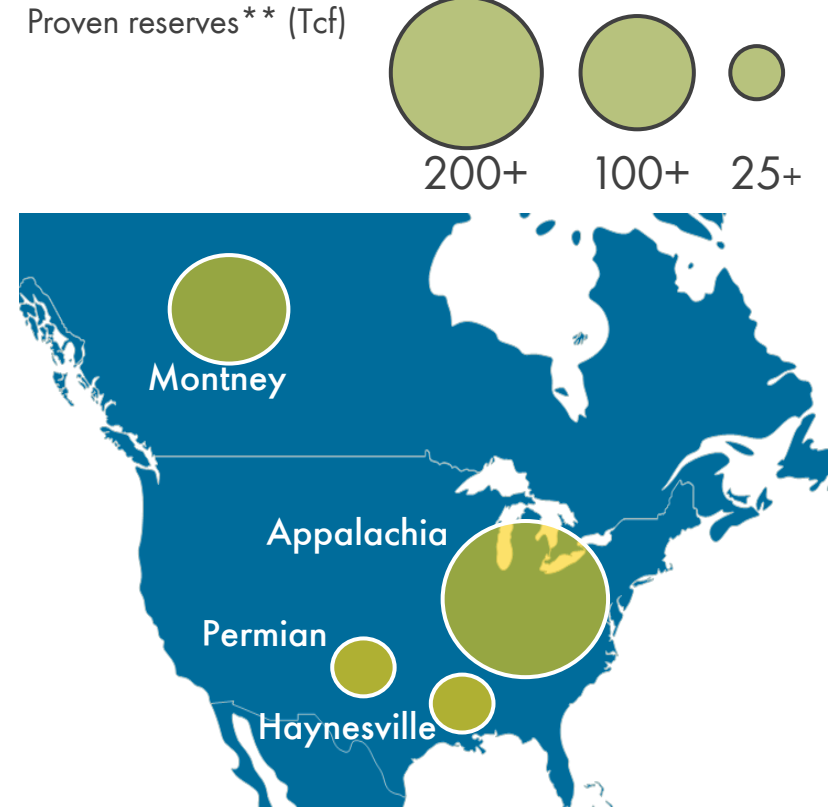 Proven reserves** (Tcf)
200+ 100+ 25+
Montney
Appalachia
Permian
Haynesville